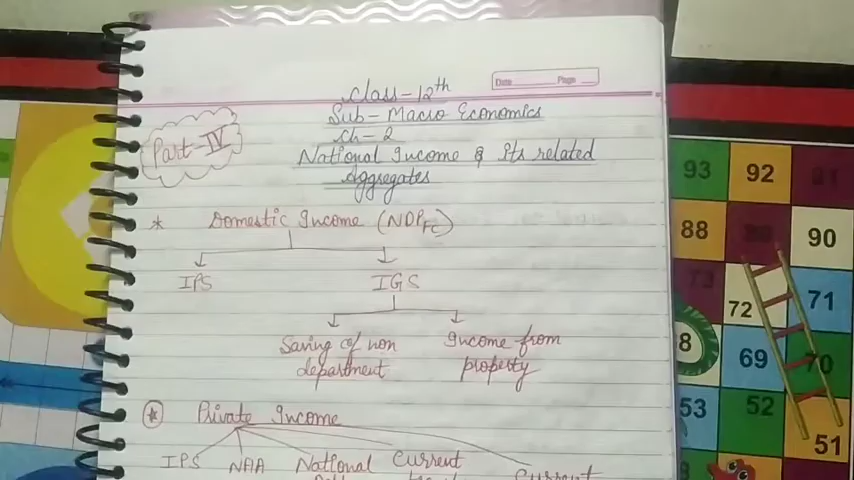 Date Page
Class-12th
Sub-Macro Economics
Part-IV
Ch-2
National Income & Its related
Aggregates
* Domestic Income (NDPFC)
IPS IGS
Saving of non Income from
department property
* Private Income
IPS NAA National Current Current
93 92 91
88 90
73 72 71
8 69 70
53 52 51